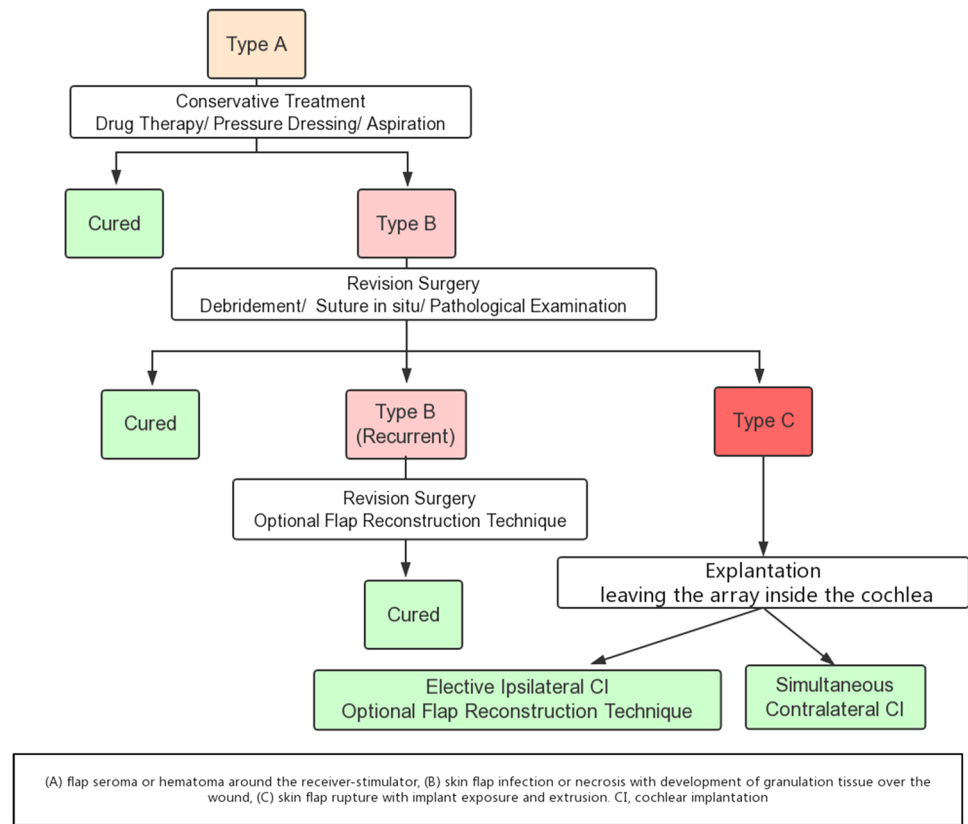 Type A
Conservative Treatment
Drug Therapy/ Pressure Dressing/ Aspiration
Cured
Type B
Revision Surgery
Debridement/ Suture in situ/ Pathological Examination
Cured
Type B
(Recurrent)
Type C
Revision Surgery
Optional Flap Reconstruction Technique
Explantation
leaving the array inside the cochlea
Cured
Elective Ipsilateral CI
Optional Flap Reconstruction Technique
Simultaneous
Contralateral CI
(A) flap seroma or hematoma around the receiver-stimulator, (B) skin flap infection or necrosis with development of granulation tissue over the
wound, (C) skin flap rupture with implant exposure and extrusion. CI, cochlear implantation